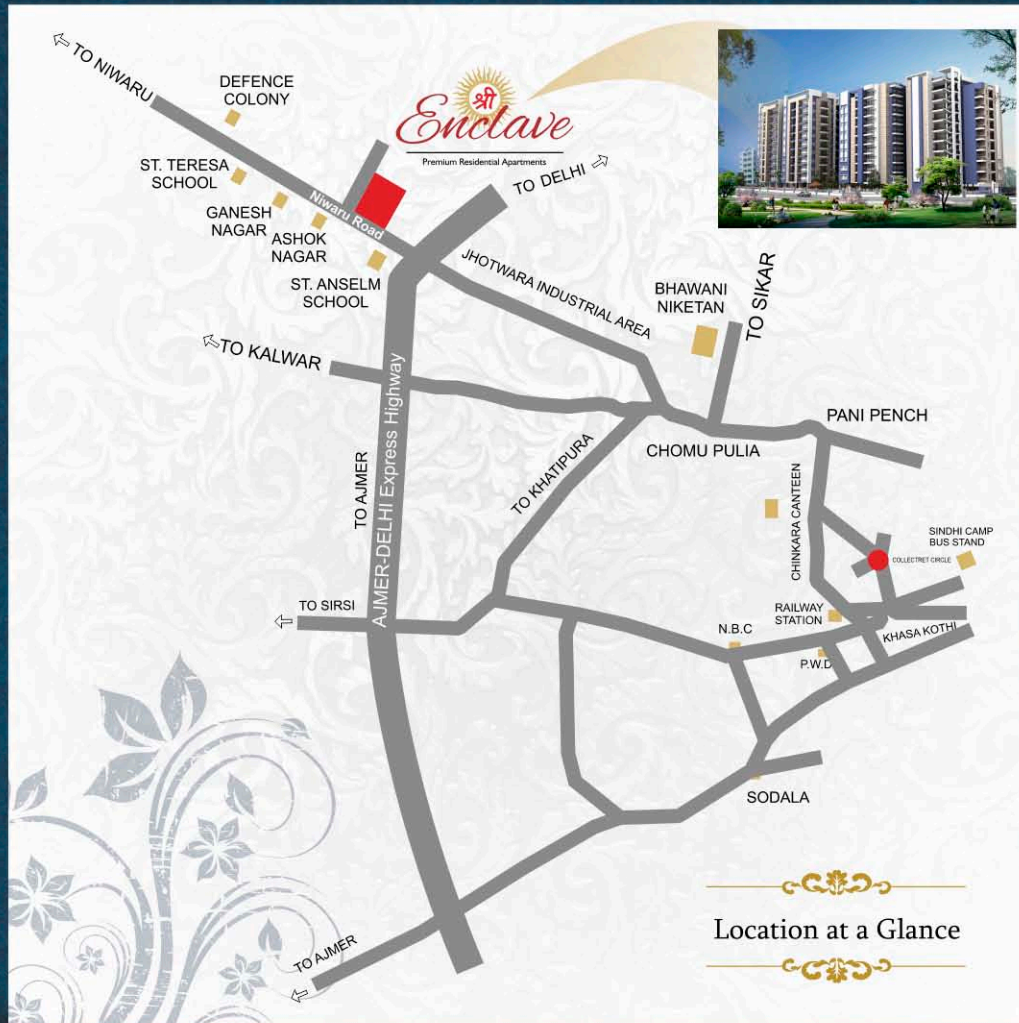 TO NIWARU
DEFENCE
COLONY
श्री
Enclave
Premium Residential Apartments
ST. TERESA
SCHOOL
TO DELHI
GANESH
NAGAR
Niwaru Road
ASHOK
NAGAR
ST. ANSELM
SCHOOL
JHOTWARA INDUSTRIAL AREA
BHAWANI
NIKETAN
TO SIKAR
TO KALWAR
AJMER-DELHI Express Highway
TO AJMER
TO KHATIPURA
CHOMU PULIA
PANI PENCH
CHINKARA CANTEEN
SINDHI CAMP
BUS STAND
COLLECTRET CIRCLE
TO SIRSI
RAILWAY
STATION
N.B.C
P.W.D
KHASA KOTHI
SODALA
TO AJMER
Location at a Glance